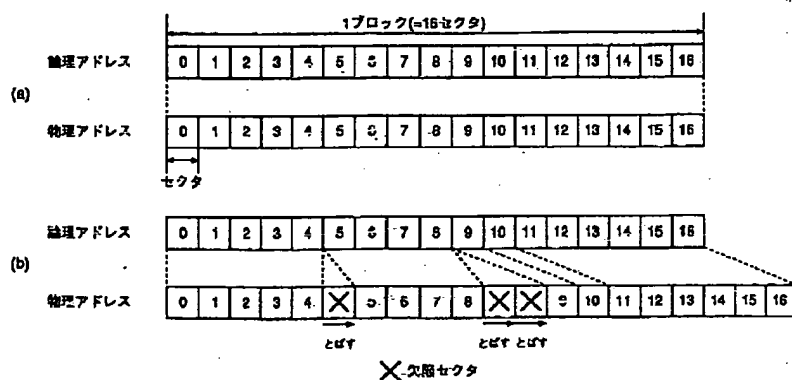 1ブロック(=16セクタ)
論理アドレス 0 1 2 3 4 5 6 7 8 9 10 11 12 13 14 15 16
(a)
物理アドレス 0 1 2 3 4 5 6 7 8 9 10 11 12 13 14 15 16
セクタ
論理アドレス 0 1 2 3 4 5 6 7 8 9 10 11 12 13 14 15 16
(b)
物理アドレス 0 1 2 3 4 X 5 6 7 8 X X 9 10 11 12 13 14 15 16
とばす とばす とばす
X 欠陥セクタ